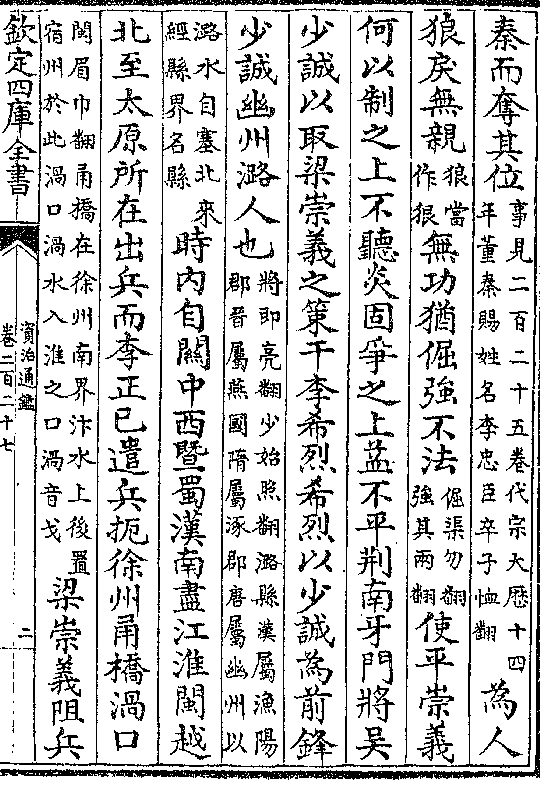 秦而奪其位事見二百二十五卷代宗大厯十四年董秦賜姓名李忠臣卒子恤翻為人
狼戾無親狼當作狠無功猶倔強不法倔渠勿翻強其兩翻使平崇義
何以制之上不聽炎固爭之上益不平荆南牙門將吳
少誠以取梁崇義之策干李希烈希烈以少誠為前鋒
少誠幽州潞人也將即亮翻少始照翻潞縣漢屬漁陽郡晉屬燕國隋屬涿郡唐屬幽州以
潞水自塞北來經縣界名縣時内自關中西暨蜀漢南盡江淮閩越
北至太原所在出兵而李正已遣兵扼徐州甬橋渦口
閩眉巾翻甬橋在徐州南界汴水上後置宿州於此渦口渦水入淮之口渦音戈梁崇義阻兵
欽定四庫全書
資治通鑑
卷二百二十七
二